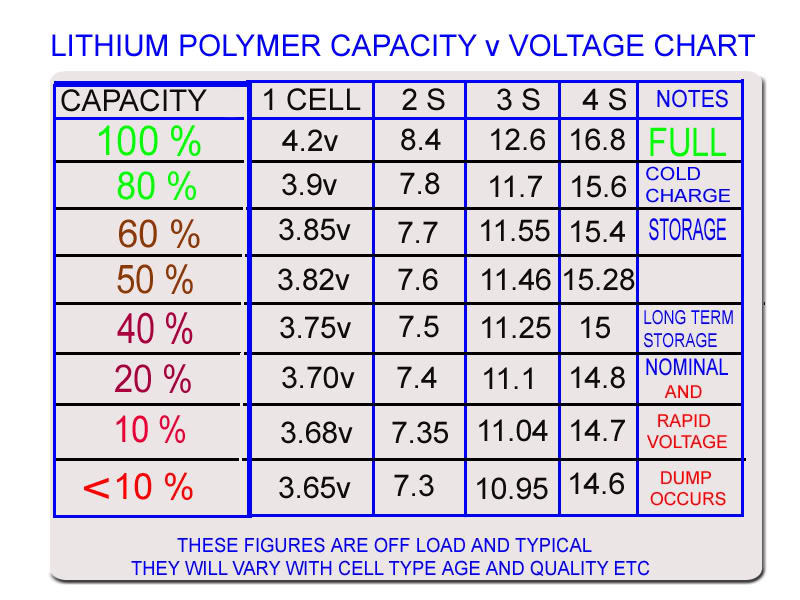 LITHIUM POLYMER CAPACITY v VOLTAGE CHART
CAPACITY 1 CELL 2 S 3 S 4 S NOTES
100 % 4.2v 8.4 12.6 16.8 FULL
80 % 3.9v 7.8 11.7 15.6 COLD
CHARGE
60 % 3.85v 7.7 11.55 15.4 STORAGE
50 % 3.82v 7.6 11.46 15.28
40 % 3.75v 7.5 11.25 15 LONG TERM
STORAGE
20 % 3.70v 7.4 11.1 14.8 NOMINAL
AND
10 % 3.68v 7.35 11.04 14.7 RAPID
VOLTAGE
<10 % 3.65v 7.3 10.95 14.6 DUMP
OCCURS
THESE FIGURES ARE OFF LOAD AND TYPICAL
THEY WILL VARY WITH CELL TYPE AGE AND QUALITY ETC